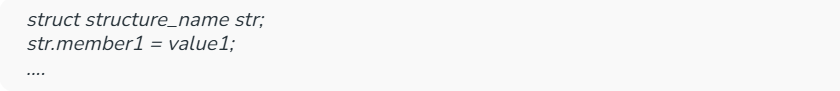 struct structure_name str;
str.member1 = value1;
....